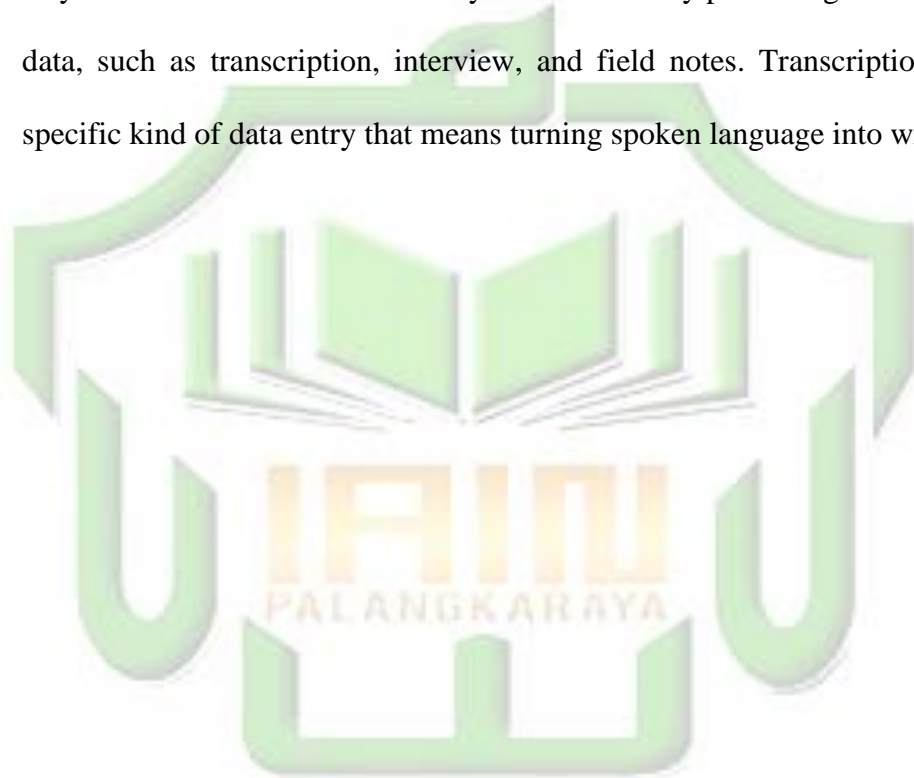 data, such as transcription, interview, and field notes. Transcriptio
specific kind of data entry that means turning spoken language into w
IAIN
PALANGKARAYA